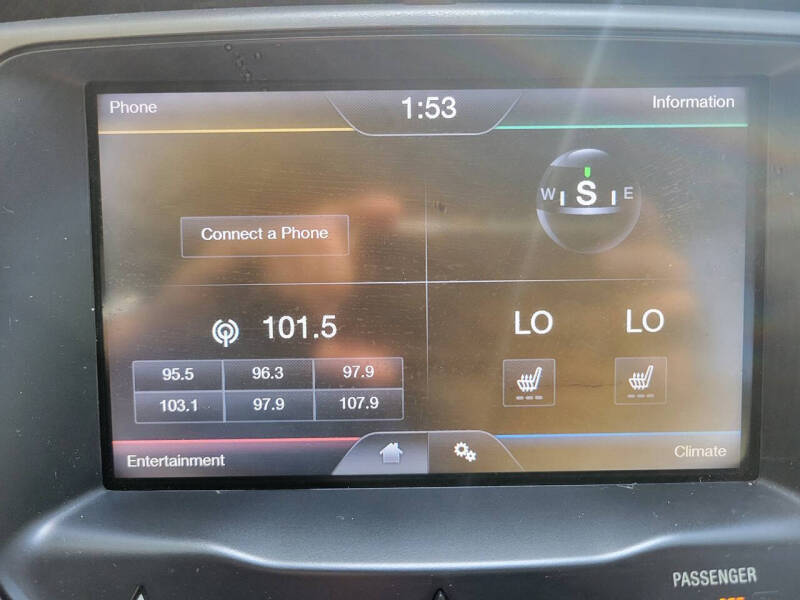 Phone 1:53 Information
W S E
Connect a Phone
101.5 LO LO
95.5 96.3 97.9
103.1 97.9 107.9
Entertainment Climate
PASSENGER